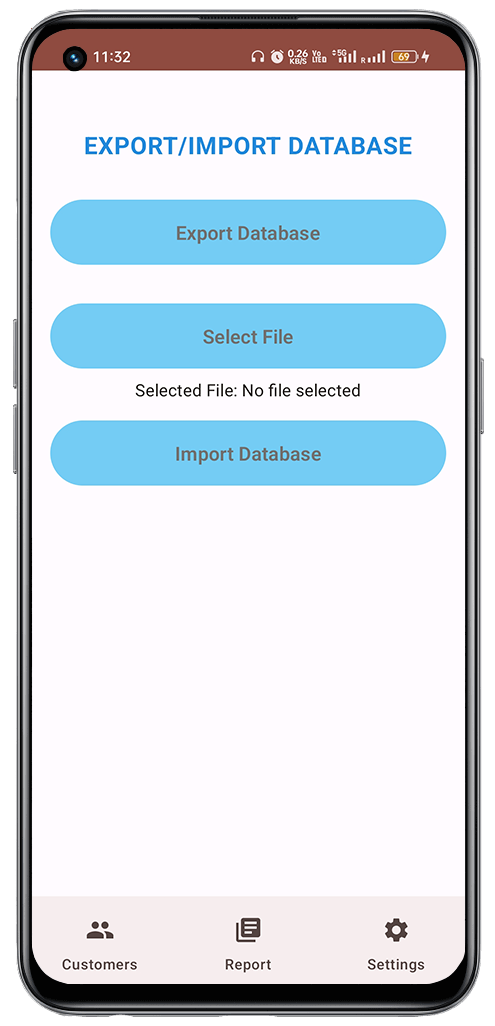 11:32 0.26 KB/S Vo LTE 5G R 69
EXPORT/IMPORT DATABASE
Export Database
Select File
Selected File: No file selected
Import Database
Customers Report Settings